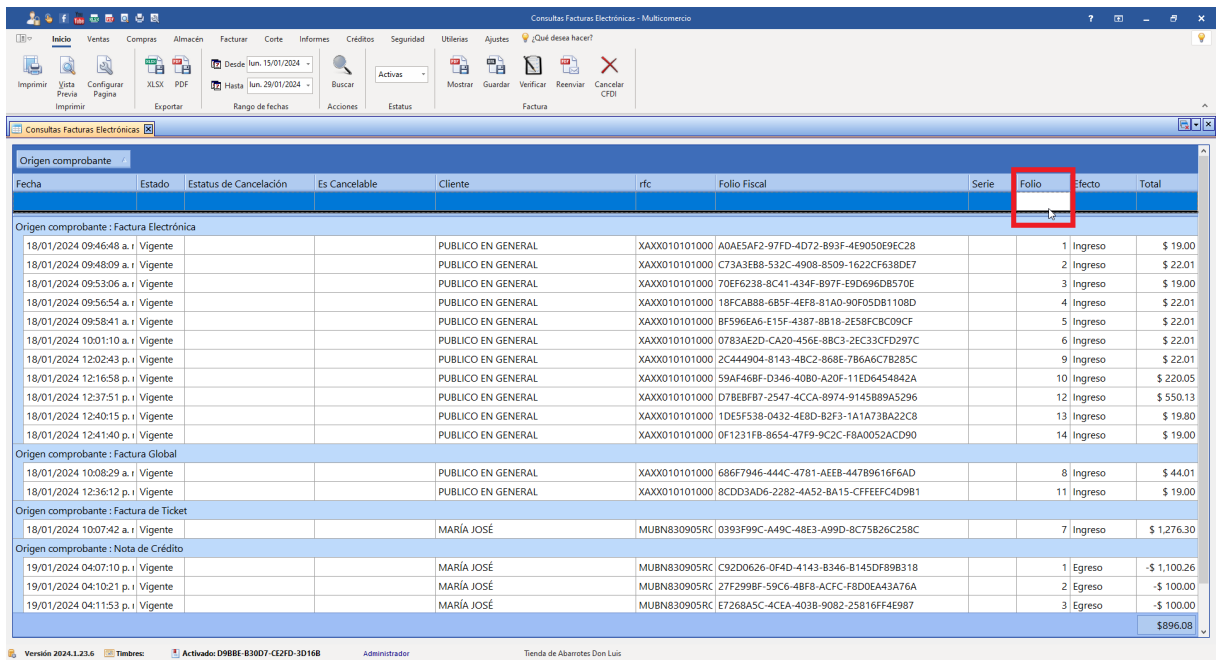 Consultas Facturas Electrónicas - Multicomercio
Inicio Ventas Compras Almacén Facturar Corte Informes Créditos Seguridad Utilerias Ajustes ¿Qué desea hacer?
Imprimir Vista Previa Configurar Pagina XLSX PDF Desde lun. 15/01/2024 Hasta lun. 29/01/2024 Buscar Activas Mostrar Guardar Verificar Reenviar Cancelar CFDI
Imprimir Exportar Rango de fechas Acciones Estatus Factura
Consultas Facturas Electrónicas
Origen comprobante
Fecha Estado Estatus de Cancelación Es Cancelable Cliente rfc Folio Fiscal Serie Folio Efecto Total
Origen comprobante : Factura Electrónica
18/01/2024 09:46:48 a. r Vigente PUBLICO EN GENERAL XAXX010101000 A0AE5AF2-97FD-4D72-B93F-4E9050E9EC28 1 Ingreso $ 19.00
18/01/2024 09:48:09 a. r Vigente PUBLICO EN GENERAL XAXX010101000 C73A3EB8-532C-4908-8509-1622CF638DE7 2 Ingreso $ 22.01
18/01/2024 09:53:06 a. r Vigente PUBLICO EN GENERAL XAXX010101000 70EF6238-8C41-434F-B97F-E9D696DB570E 3 Ingreso $ 19.00
18/01/2024 09:56:54 a. r Vigente PUBLICO EN GENERAL XAXX010101000 18FCAB88-6B5F-4EF8-81A0-90F05DB1108D 4 Ingreso $ 22.01
18/01/2024 09:58:41 a. r Vigente PUBLICO EN GENERAL XAXX010101000 BF596EA6-E15F-4387-8B18-2E58FCBC09CF 5 Ingreso $ 22.01
18/01/2024 10:01:10 a. r Vigente PUBLICO EN GENERAL XAXX010101000 0783AE2D-CA20-456E-8BC3-2EC33CFD297C 6 Ingreso $ 22.01
18/01/2024 12:02:43 p. r Vigente PUBLICO EN GENERAL XAXX010101000 2C444904-8143-4BC2-868E-7B6A6C7B285C 9 Ingreso $ 22.01
18/01/2024 12:16:58 p. r Vigente PUBLICO EN GENERAL XAXX010101000 59AF46BF-D346-40B0-A20F-11ED6454842A 10 Ingreso $ 220.05
18/01/2024 12:37:51 p. r Vigente PUBLICO EN GENERAL XAXX010101000 D7BEBFB7-2547-4CCA-8974-9145B89A5296 12 Ingreso $ 550.13
18/01/2024 12:40:15 p. r Vigente PUBLICO EN GENERAL XAXX010101000 1DE5F538-0432-4E8D-B2F3-1A1A73BA22C8 13 Ingreso $ 19.80
18/01/2024 12:41:40 p. r Vigente PUBLICO EN GENERAL XAXX010101000 0F1231FB-8654-47F9-9C2C-F8A0052ACD90 14 Ingreso $ 19.00
Origen comprobante : Factura Global
18/01/2024 10:08:29 a. r Vigente PUBLICO EN GENERAL XAXX010101000 686F7946-444C-4781-AEEB-447B9616F6AD 8 Ingreso $ 44.01
18/01/2024 12:36:12 p. r Vigente PUBLICO EN GENERAL XAXX010101000 8CDD3AD6-2282-4A52-BA15-CFFEEFC4D9B1 11 Ingreso $ 19.00
Origen comprobante : Factura de Ticket
18/01/2024 10:07:42 a. r Vigente MARÍA JOSÉ MUBN830905RC 0393F99C-A49C-48E3-A99D-8C75B26C258C 7 Ingreso $ 1,276.30
Origen comprobante : Nota de Crédito
19/01/2024 04:07:10 p. r Vigente MARÍA JOSÉ MUBN830905RC C92D0626-0F4D-4143-B346-B145DF89B318 1 Egreso -$ 1,100.26
19/01/2024 04:10:21 p. r Vigente MARÍA JOSÉ MUBN830905RC 27F299BF-59C6-4BF8-ACFC-F8D0EA43A76A 2 Egreso -$ 100.00
19/01/2024 04:11:53 p. r Vigente MARÍA JOSÉ MUBN830905RC E7268A5C-4CEA-403B-9082-25816FF4E987 3 Egreso -$ 100.00
$896.08
Versión 2024.1.23.6 Timbres: Activado: D9BBE-B30D7-CE2FD-3D16B Administrador Tienda de Abarrotes Don Luis